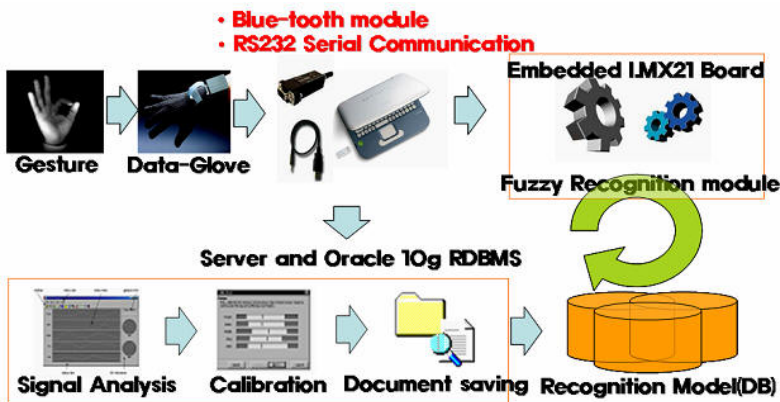 • Blue-tooth module
• RS232 Serial Communication
Embedded I.MX21 Board
Gesture
Data-Glove
Fuzzy Recognition module
Server and Oracle 10g RDBMS
Signal Analysis
Calibration
Document saving
Recognition Model(DB)